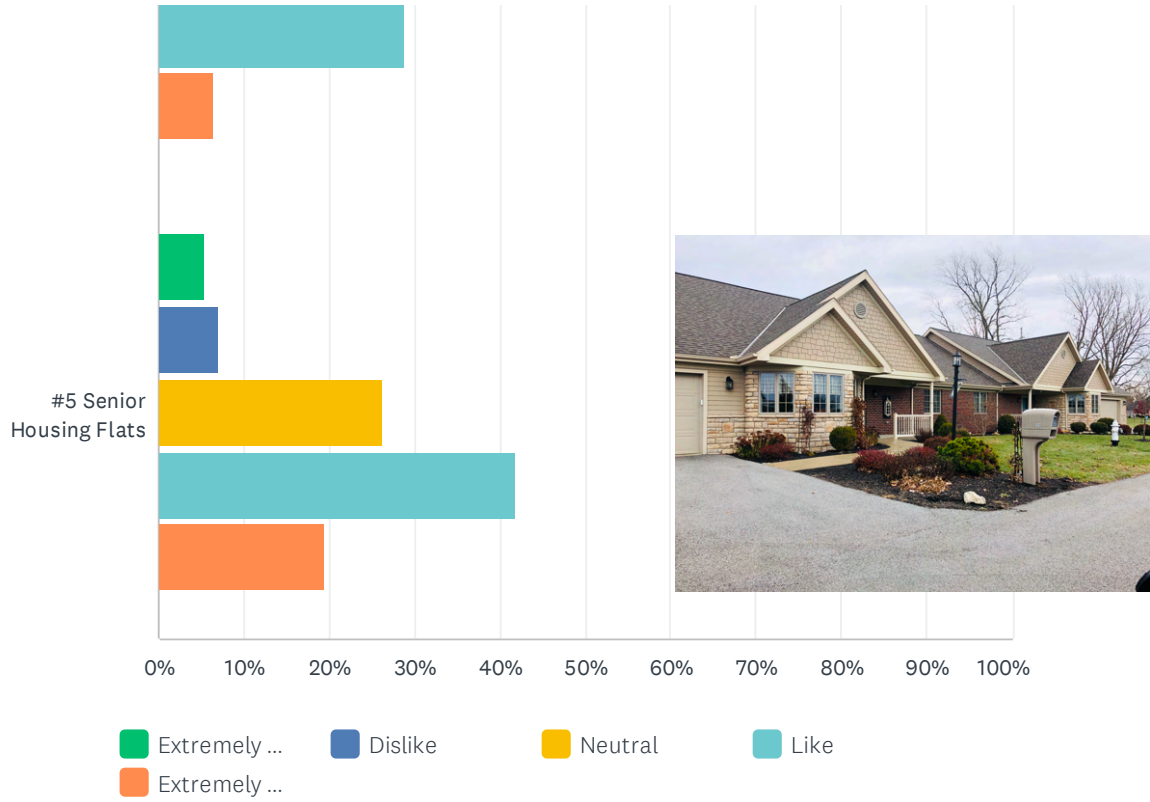 #5 Senior
Housing Flats
0% 10% 20% 30% 40% 50% 60% 70% 80% 90% 100%
Extremely ... Dislike Neutral Like
Extremely ...